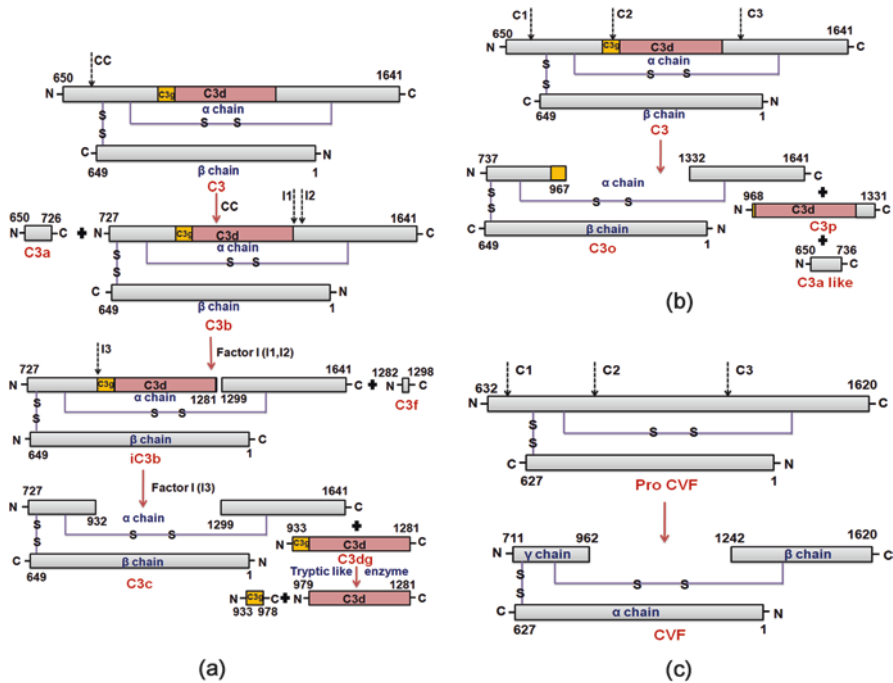 CC
650 1641
N C3g C3d C
α chain
S S
S
S
C β chain N
649 1
C3
CC
I1 I2
650 726 727 1641
N C + N C3g C3d C
C3a
α chain
S S
S
S
C β chain N
649 1
C3b
Factor I (I1,I2)
I3
727 1641 1282 1298
N C3g C3d C + N C
1281 1299
C3f
α chain
S S
S
S
N β chain C
649 1
iC3b
Factor I (I3)
727 1641
N C
932 α chain 1299
S S
S
S
+
933 1281
N C3g C3d C
C3dg
C β chain N
649 1
C3c
Tryptic like enzyme
979 1281
N C3g C + N C3d C
933 978
(a)
C1 C2 C3
650 1641
N C3g C3d C
α chain
S S
S
S
C β chain N
649 1
C3
737 1332 1641
N C
967 α chain
S S
S
S
+
968 1331
N C3d C
C3p
C β chain N
649 1
C3o
+
650 736
N C
C3a like
(b)
C1 C2 C3
632 1620
N C
S S
S
S
C N
627 1
Pro CVF
711 962 1242 1620
N γ chain β chain C
S S
S
S
C α chain N
627 1
CVF
(c)